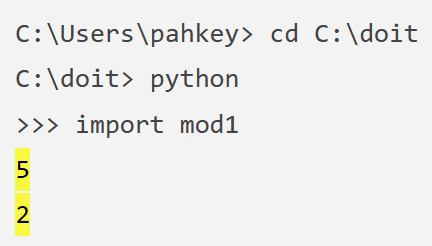 C:\Users\pahkey> cd C:\doit
C:\doit> python
>>> import mod1
5
2